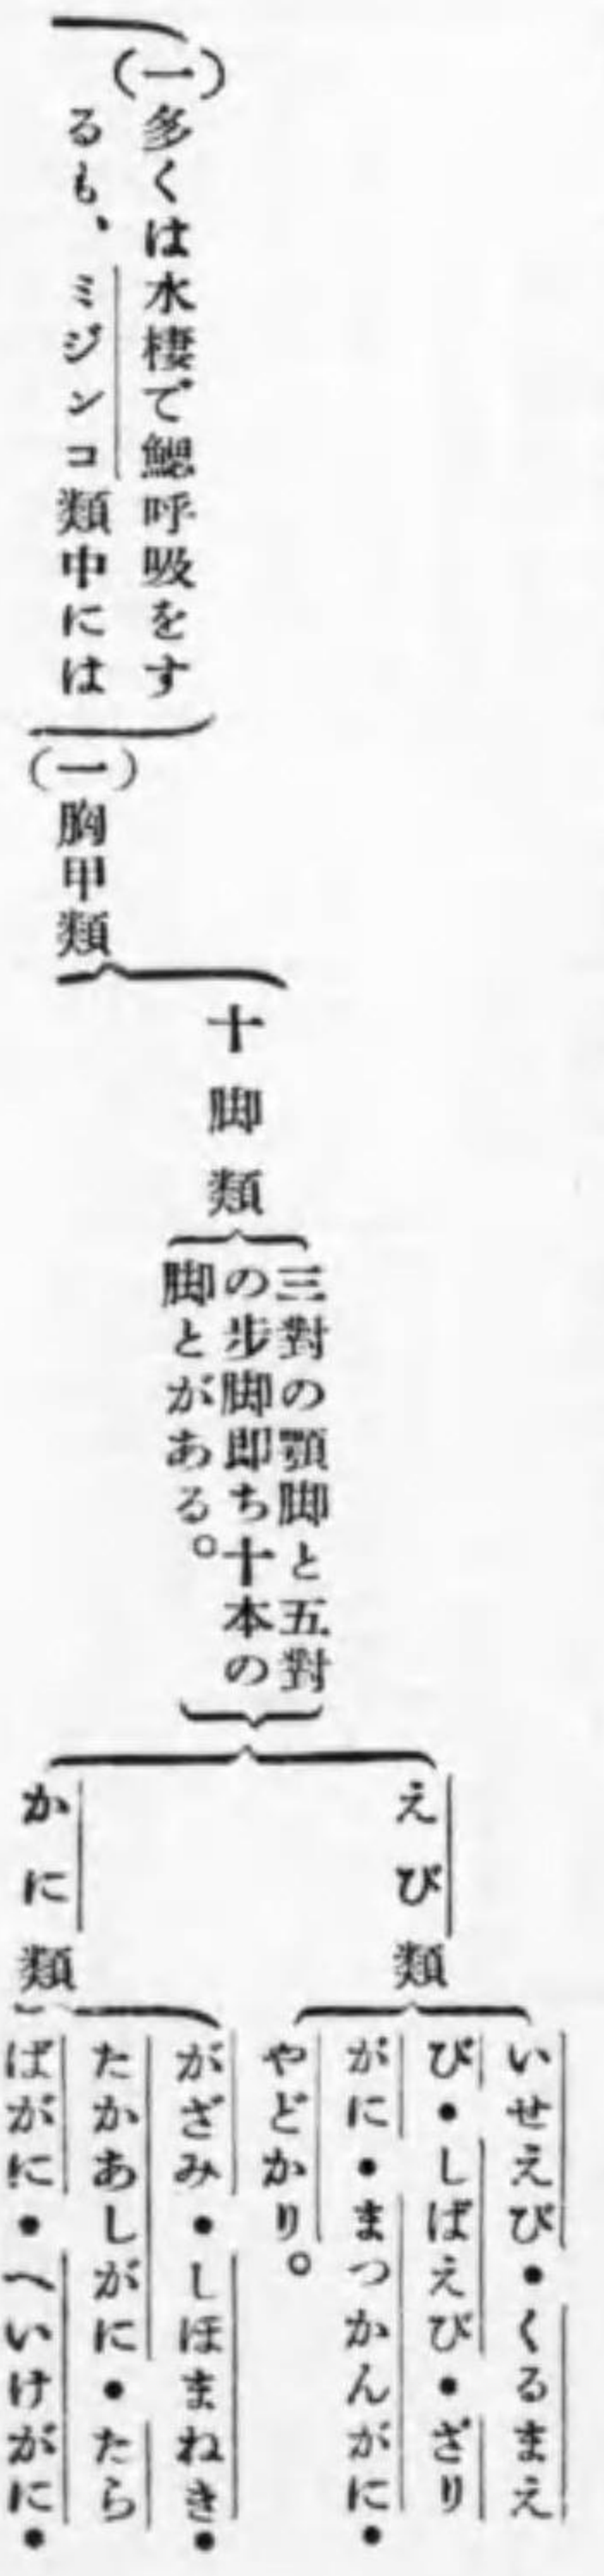 (一)多くは水棲で鰓呼吸をす
るも、ミジンコ類中には
(一)胸甲類
十脚類
三對の顎脚と五對
の步脚即ち十本の
脚とがある。
えび類
いせえび・くるまえ
び・しばえび・ざり
がに・まつかんがに・
やどかり。
かに類
がざみ・しほまねき・
たかあしがに・たら
ばがに・へいけがに・